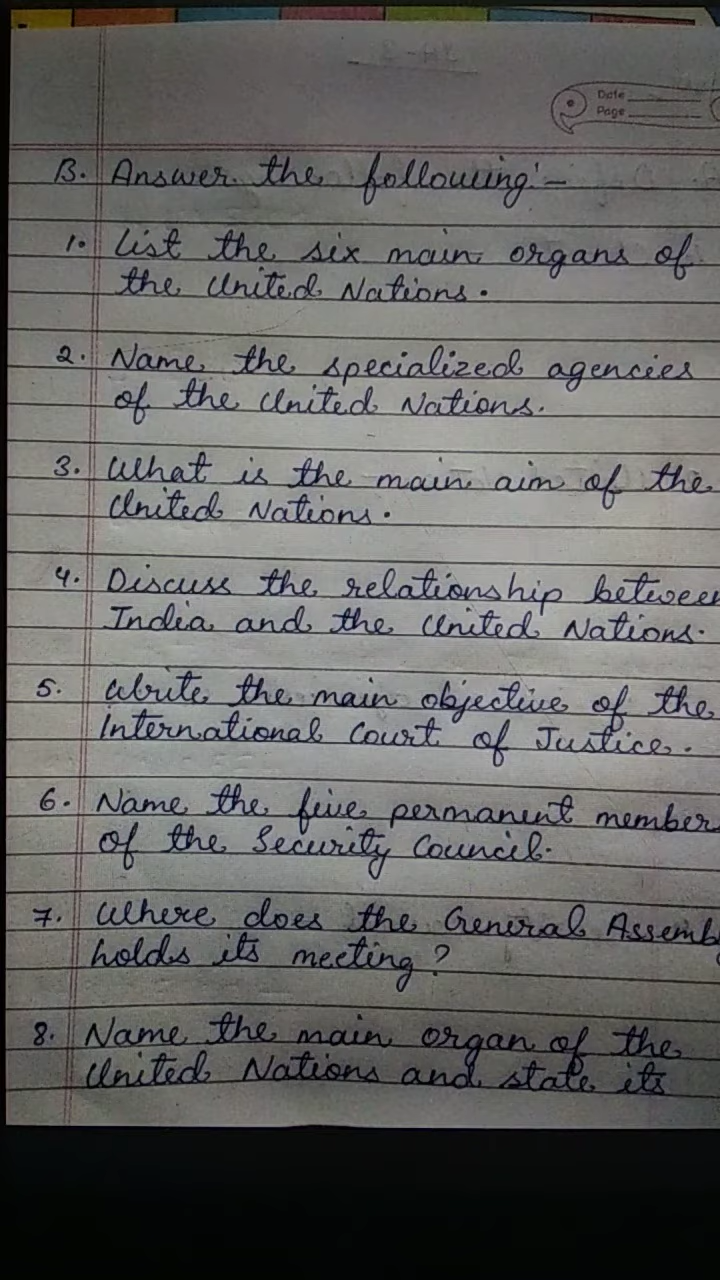 Date
Page
B. Answer the following:-
1. List the six main organs of
the United Nations.
2. Name the specialized agencies
of the United Nations.
3. What is the main aim of the
United Nations.
4. Discuss the relationship between
India and the United Nations.
5. Write the main objective of the
International Court of Justice.
6. Name the five permanent member
of the Security Council.
7. Where does the General Assemb
holds its meeting?
8. Name the main organ of the
United Nations and state its